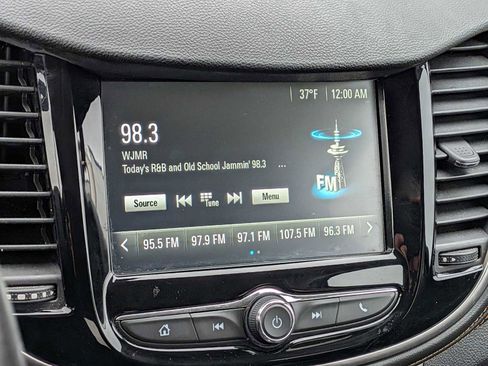 37°F 12:00 AM
98.3
WJMR
Today's R&B and Old School Jammin' 98.3 ...
FM
Source Tune Menu
95.5 FM 97.9 FM 97.1 FM 107.5 FM 96.3 FM